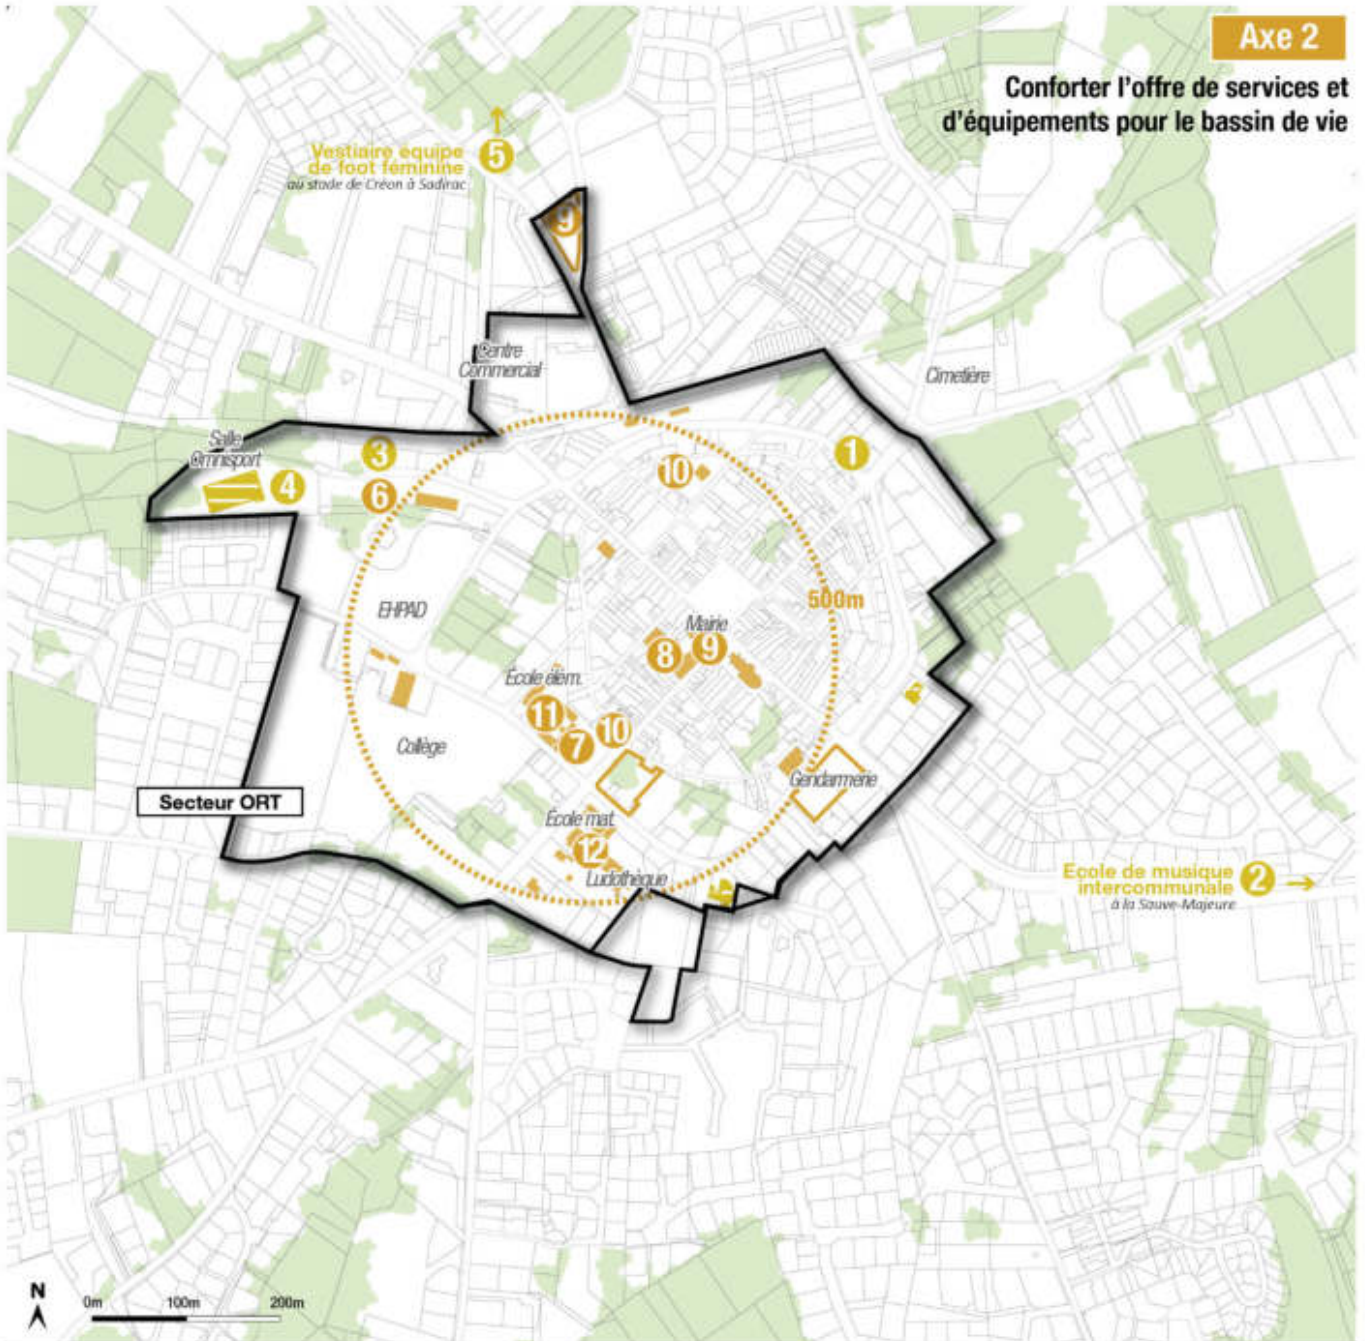 Axe 2
Conforter l'offre de services et
d'équipements pour le bassin de vie
Vestiaire équipe
de foot féminine
au stade de Créon à Sadirac
5
9
Centre
Commercial
Cimetière
Salle
Omnisport
3
4
6
10
1
EHPAD
500m
Mairie
8
9
École élém.
11
10
7
Collège
Gendarmerie
Secteur ORT
École mat.
12
Ludothèque
Ecole de musique
intercommunale
2
à la Sauve-Majeure
N
0m
100m
200m